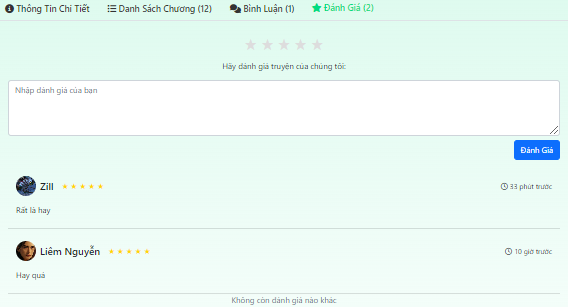 Thông Tin Chi Tiết Danh Sách Chương (12) Bình Luận (1) Đánh Giá (2)
Hãy đánh giá truyện của chúng tôi:
Nhập đánh giá của bạn
Đánh Giá
Zill 33 phút trước
Rất là hay
Liêm Nguyễn 10 giờ trước
Hay quá
Không còn đánh giá nào khác